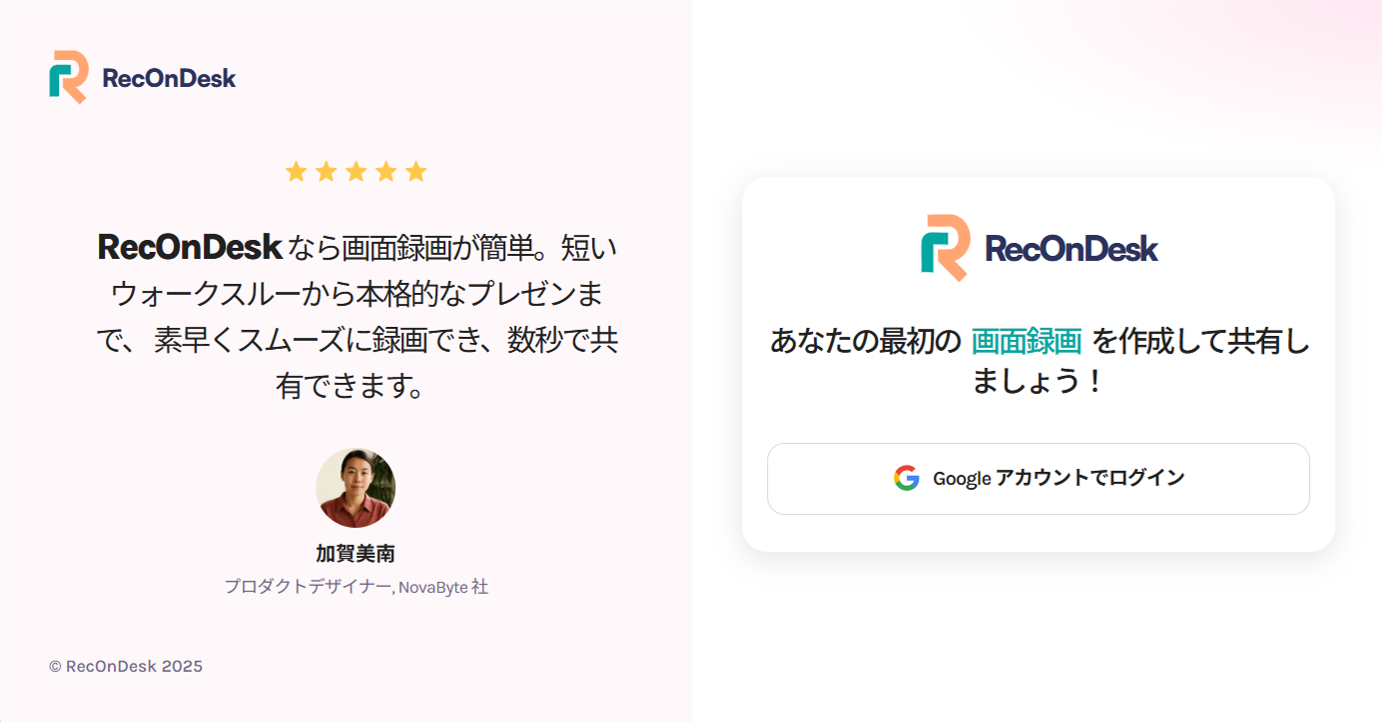 RecOnDesk
RecOnDesk なら画面録画が簡単。短い
ウォークスルーから本格的なプレゼンま
で、 素早くスムーズに録画でき、数秒で共
有できます。
加賀美南
プロダクトデザイナー, NovaByte 社
© RecOnDesk 2025
RecOnDesk
あなたの最初の 画面録画 を作成して共有し
ましょう！
Google アカウントでログイン